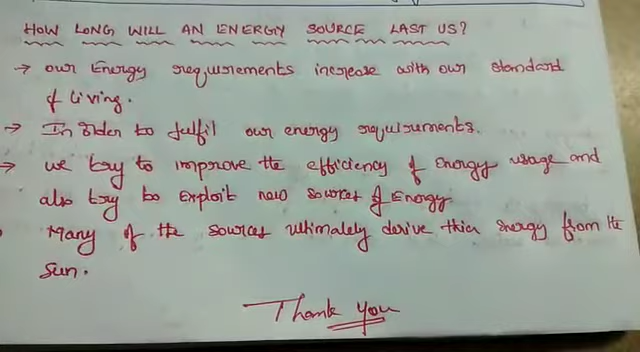 HOW LONG WILL AN ENERGY SOURCE LAST US?
→ our Energy requirements increase with our standard
of living.
→ In order to fulfil our energy requirements.
→ we try to improve the efficiency of energy usage and
also try to exploit new sources of Energy
Many of the sources ultimately derive their energy from the
Sun.
Thank you